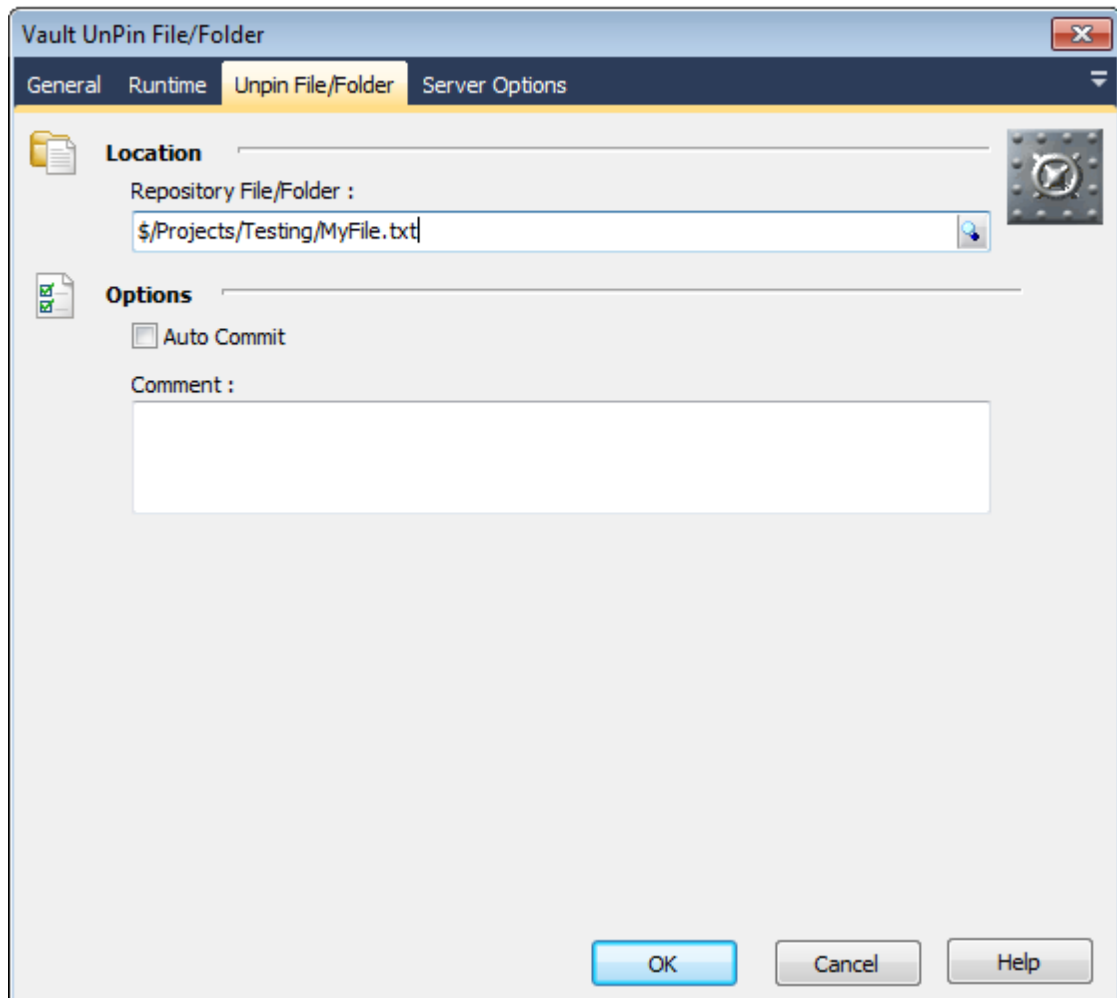 Vault UnPin File/Folder
General Runtime Unpin File/Folder Server Options
Location
Repository File/Folder :
$/Projects/Testing/MyFile.txt
Options
Auto Commit
Comment :
OK Cancel Help